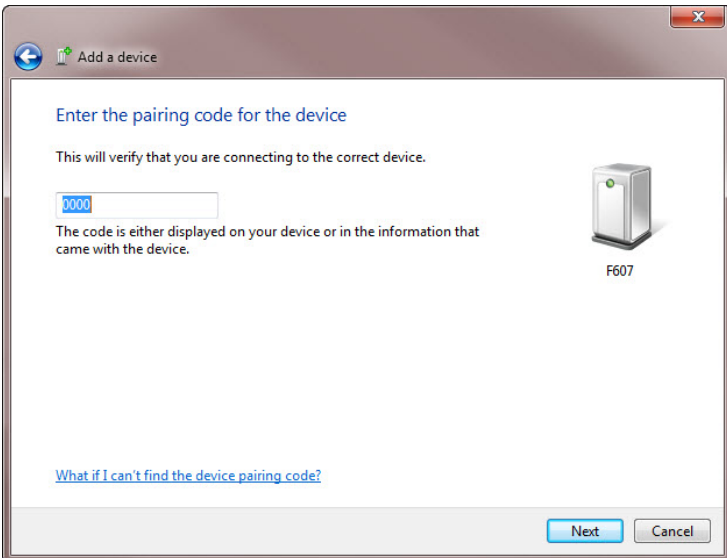 Add a device
Enter the pairing code for the device
This will verify that you are connecting to the correct device.
0000
The code is either displayed on your device or in the information that
came with the device.
F607
What if I can't find the device pairing code?
Next
Cancel